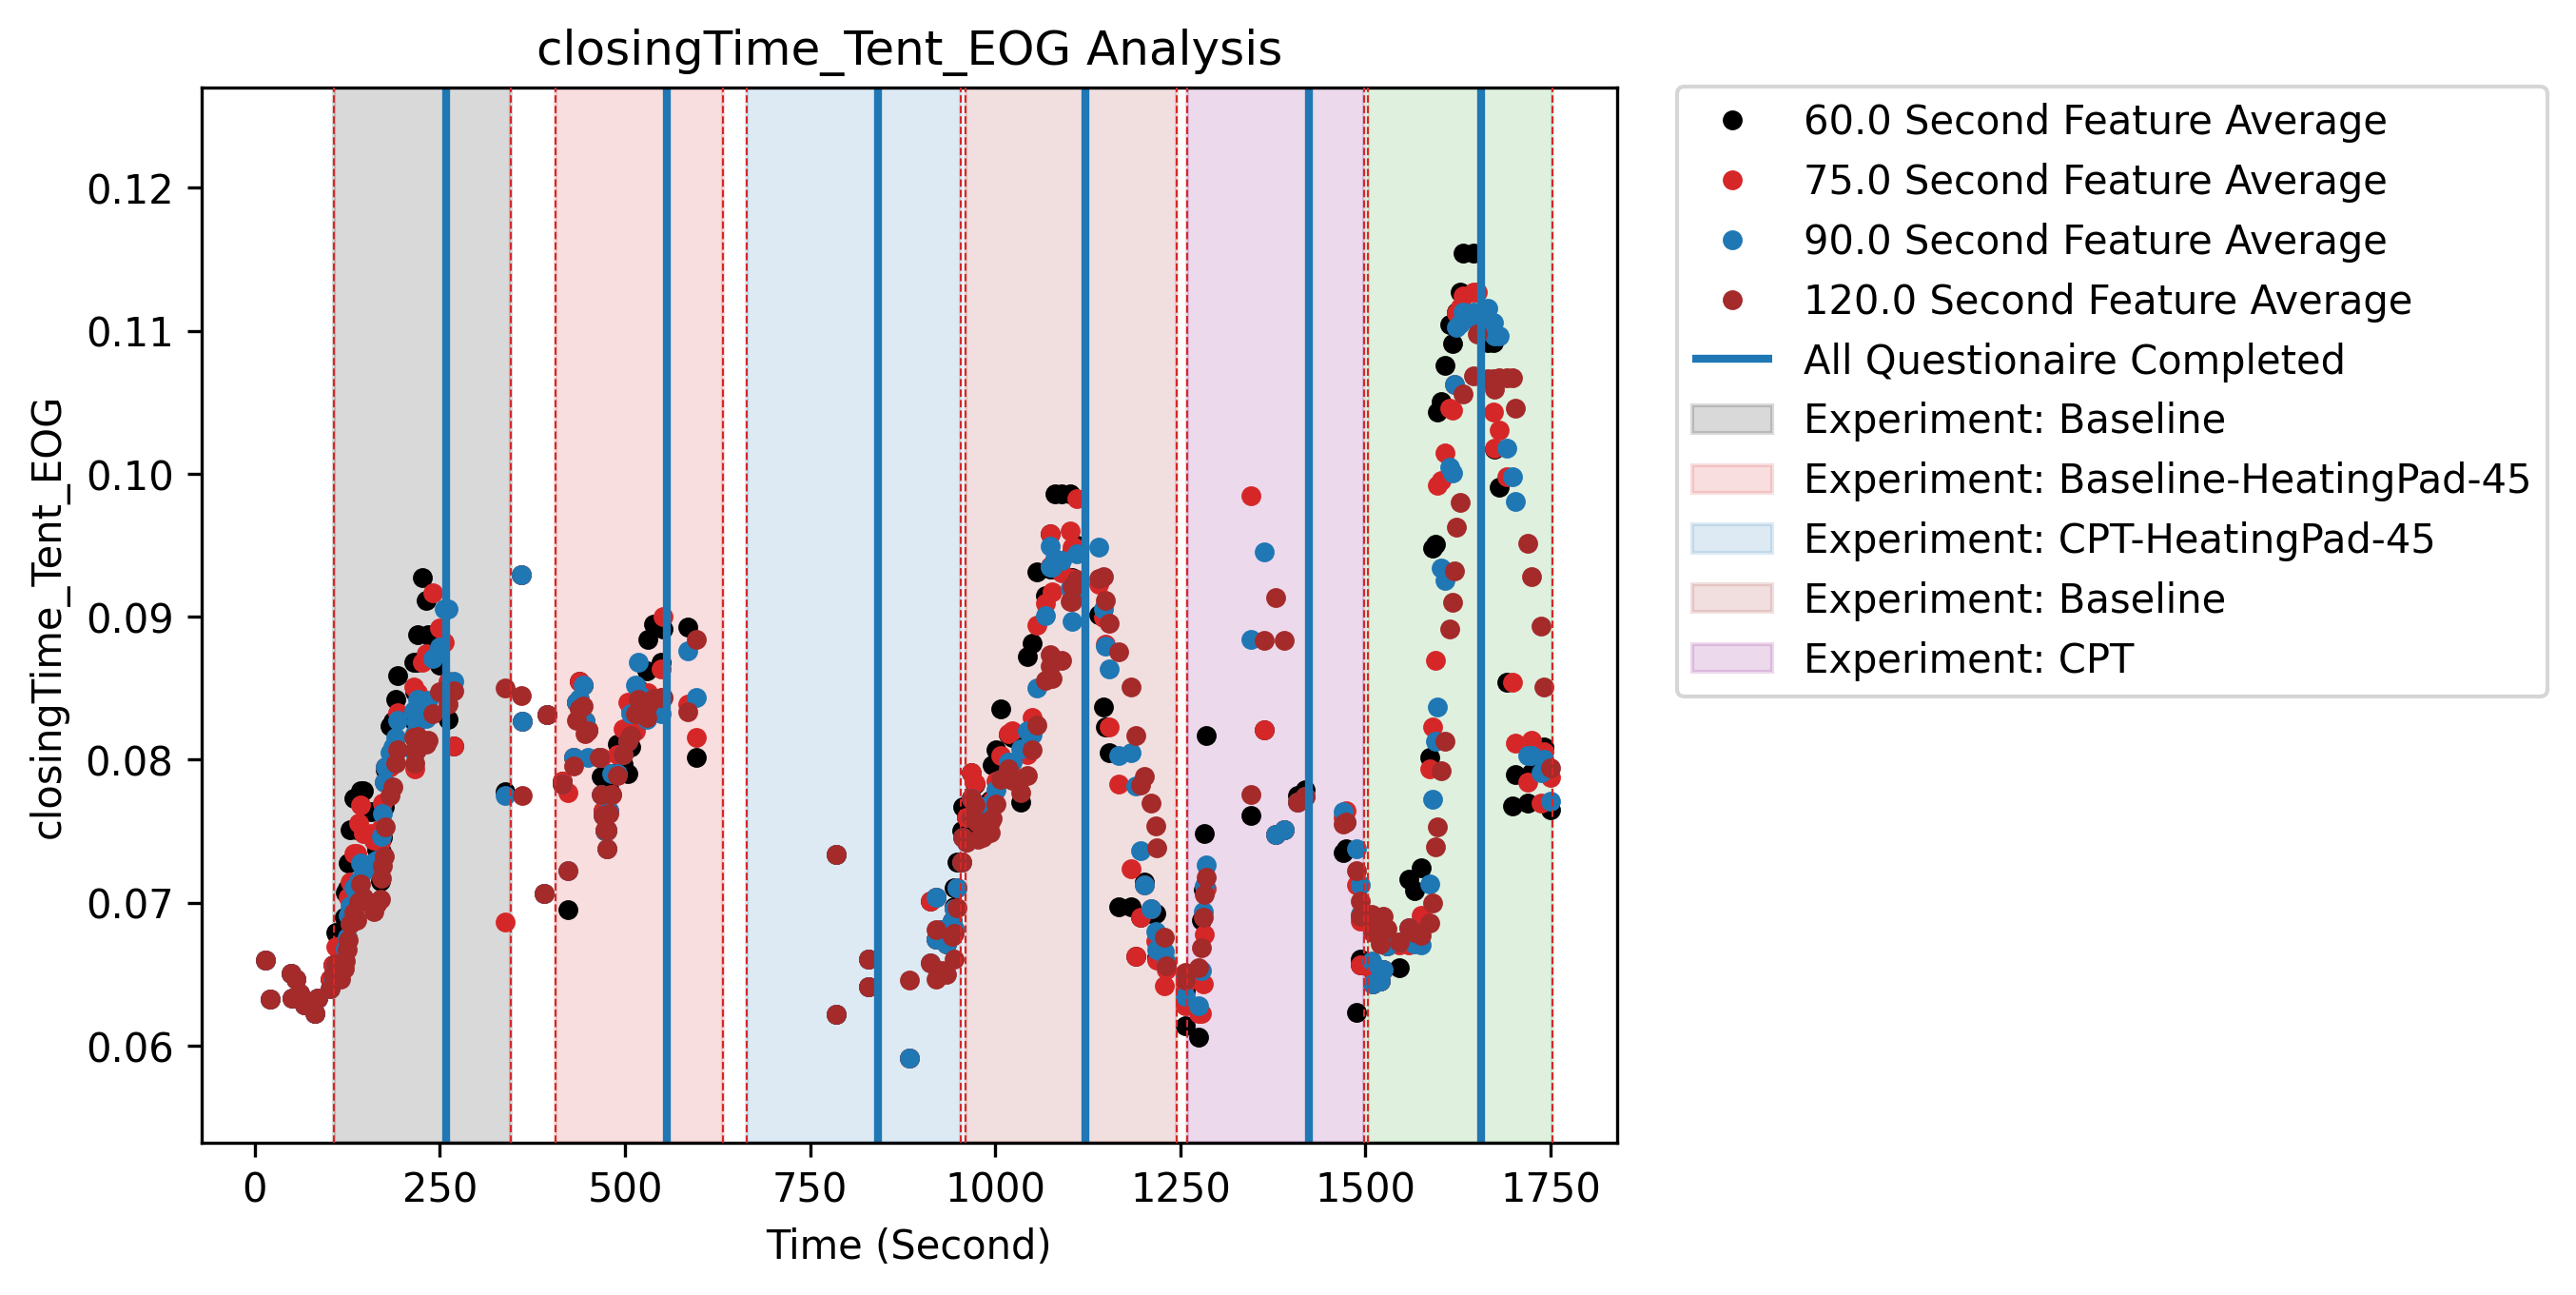 closingTime_Tent_EOG Analysis
closingTime_Tent_EOG
0.12
0.11
0.10
0.09
0.08
0.07
0.06
0 250 500 750 1000 1250 1500 1750
Time (Second)
60.0 Second Feature Average
75.0 Second Feature Average
90.0 Second Feature Average
120.0 Second Feature Average
All Questionaire Completed
Experiment: Baseline
Experiment: Baseline-HeatingPad-45
Experiment: CPT-HeatingPad-45
Experiment: Baseline
Experiment: CPT